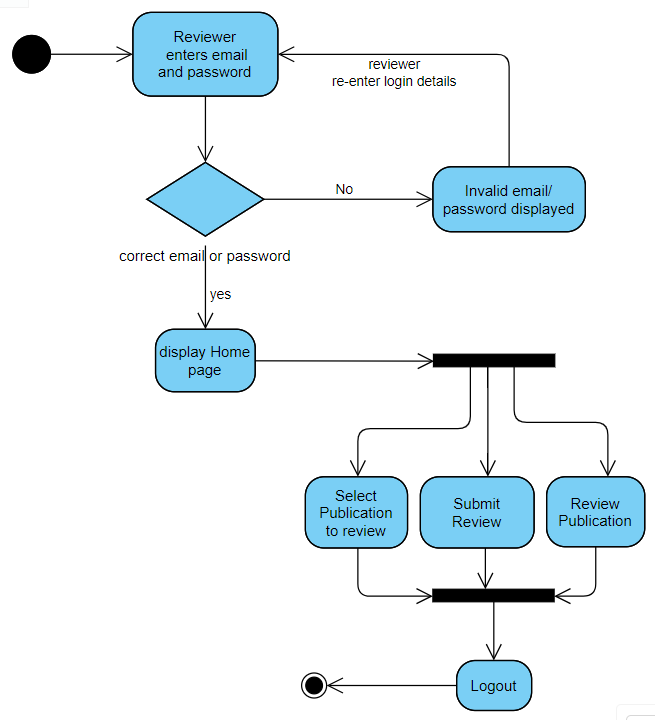 Reviewer
enters email
and password
reviewer
re-enter login details
No
Invalid email/
password displayed
correct email or password
yes
display Home
page
Select
Publication
to review
Submit
Review
Review
Publication
Logout